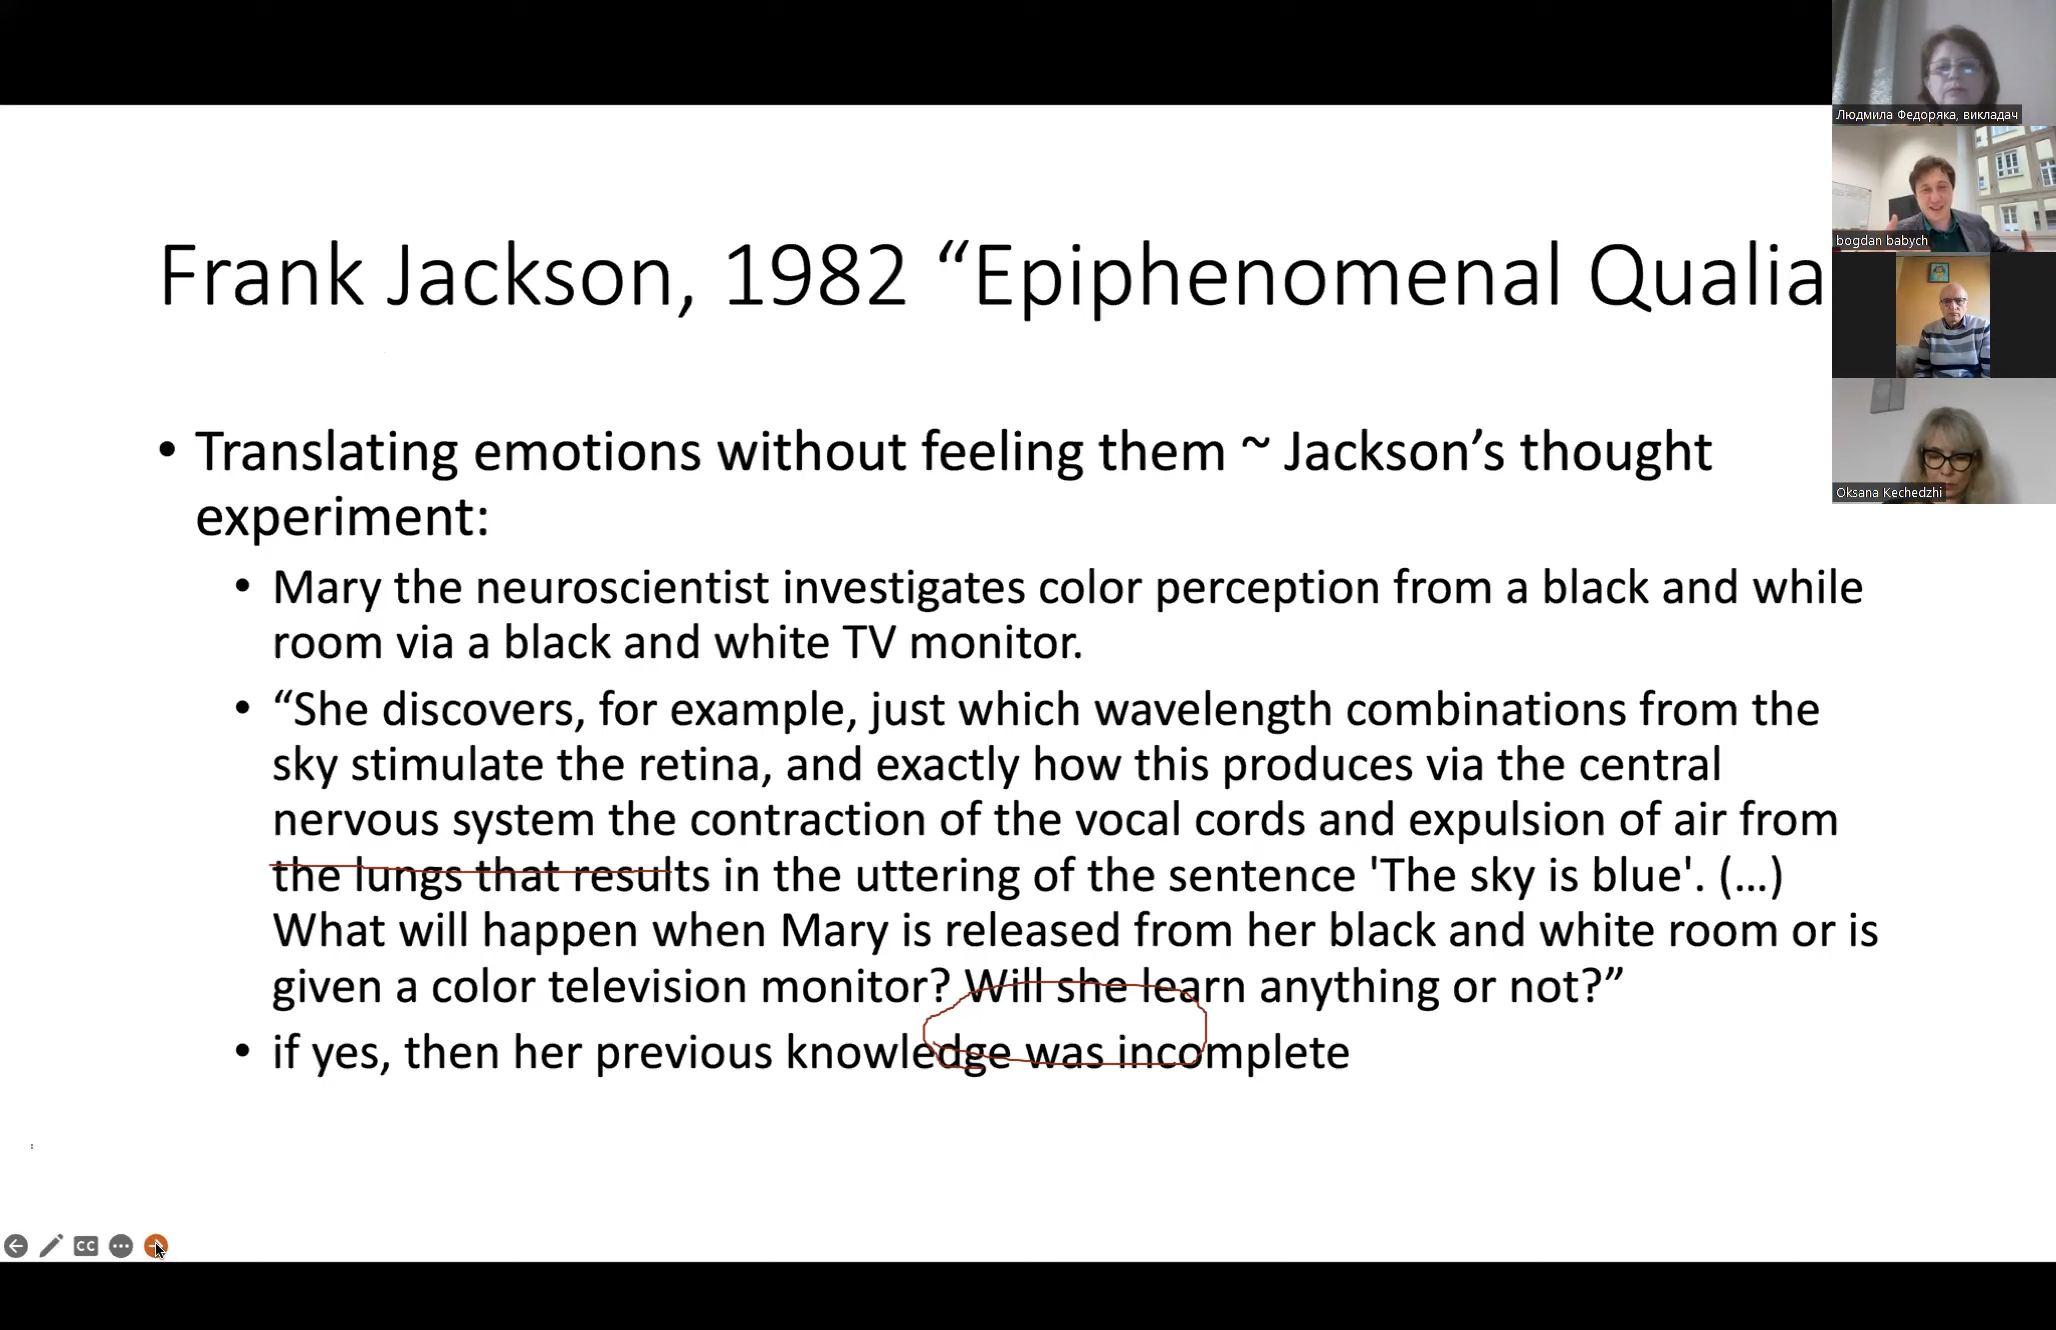 Frank Jackson, 1982 “Epiphenomenal Qualia
• Translating emotions without feeling them ~ Jackson’s thought
experiment:
• Mary the neuroscientist investigates color perception from a black and while
room via a black and white TV monitor.
• “She discovers, for example, just which wavelength combinations from the
sky stimulate the retina, and exactly how this produces via the central
nervous system the contraction of the vocal cords and expulsion of air from
the lungs that results in the uttering of the sentence 'The sky is blue'. (…)
What will happen when Mary is released from her black and white room or is
given a color television monitor? Will she learn anything or not?”
• if yes, then her previous knowledge was incomplete
Людмила Федоряка, викладач
bogdan babych
Oksana Kechedzhi
CC